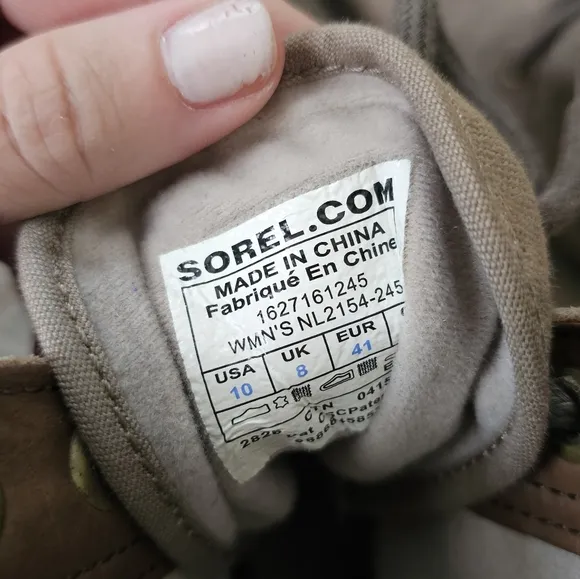 SOREL.COM
MADE IN CHINA
Fabriqué En Chine
1627161245
WMN'S NL2154-245
USA UK EUR
10 8 41